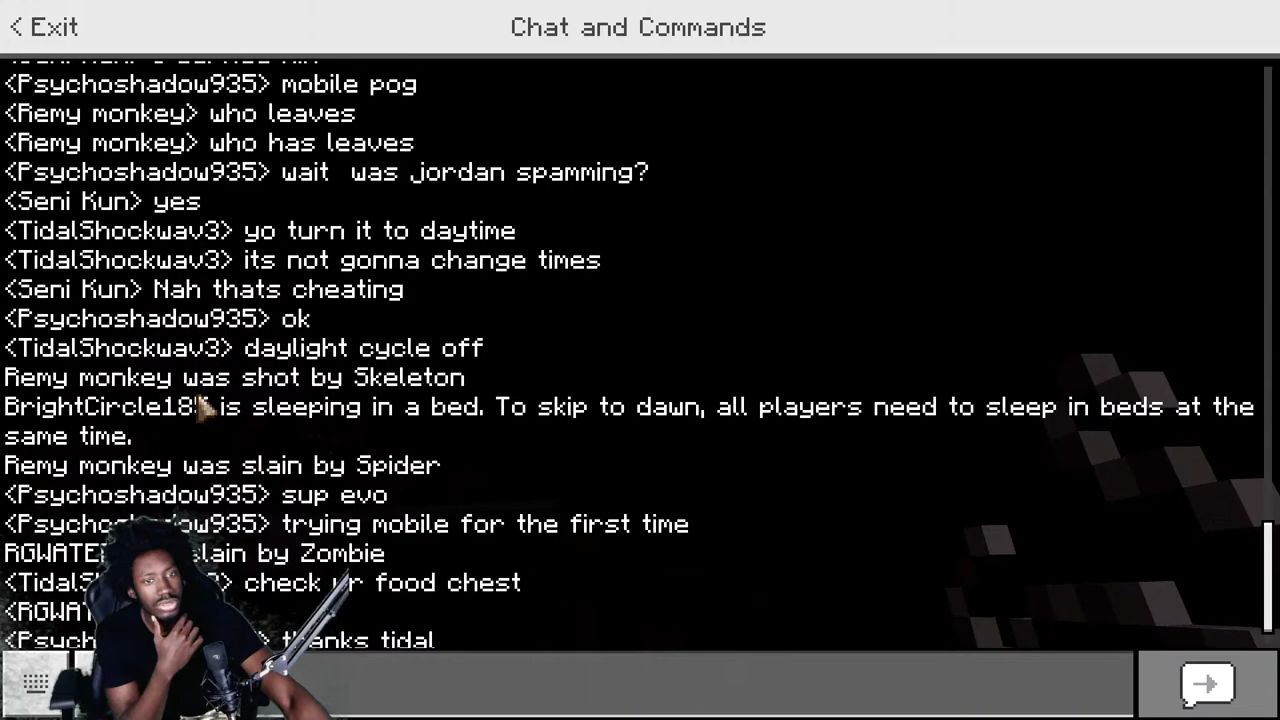 < Exit
Chat and Commands
<Psychoshadow935> mobile pog
<Remy monkey> who leaves
<Remy monkey> who has leaves
<Psychoshadow935> wait  was jordan spamming?
<Seni Kun> yes
<TidalShockwav3> yo turn it to daytime
<TidalShockwav3> its not gonna change times
<Seni Kun> Nah thats cheating
<Psychoshadow935> ok
<TidalShockwav3> daylight cycle off
Remy monkey was shot by Skeleton
is sleeping in a bed. To skip to dawn, all players need to sleep in beds at the
same time.
Remy monkey was slain by Spider
<Psychoshadow935> sup evo
<Psychoshadow935> trying mobile for the first time
slain by Zombie
check ur food chest
thanks tidal